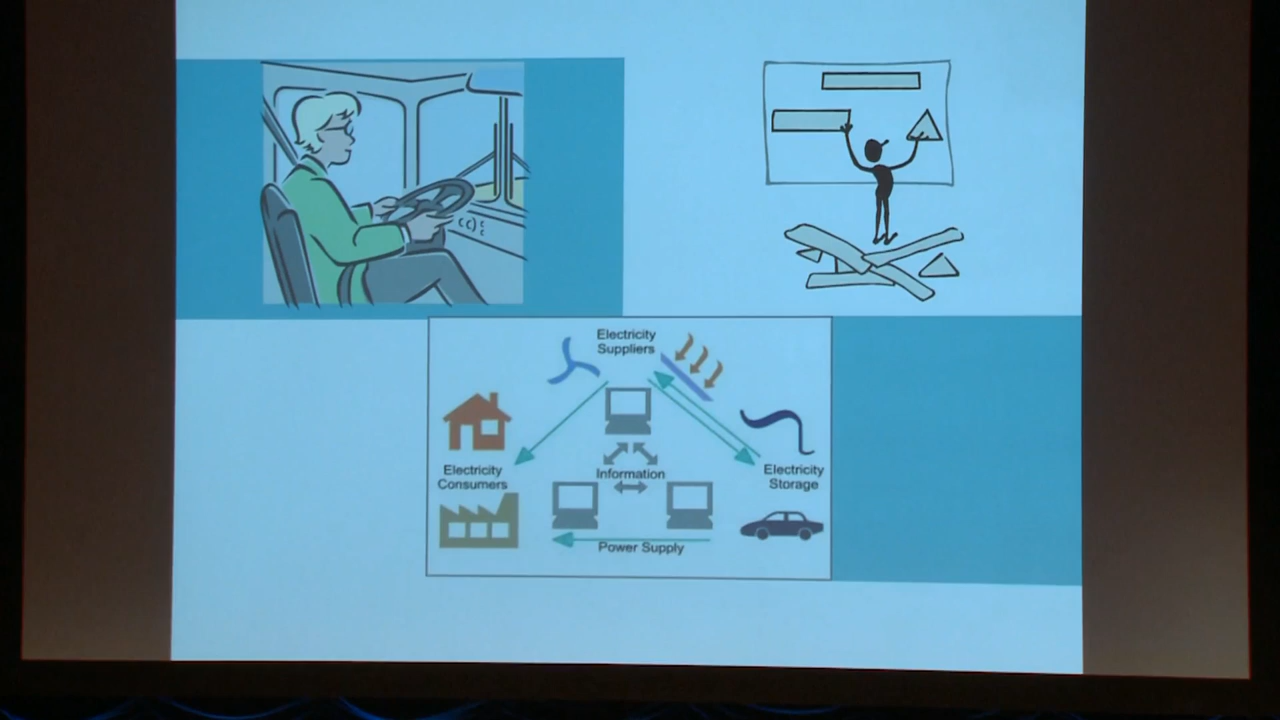 Electricity
Suppliers
Electricity
Consumers
Information
Electricity
Storage
Power Supply